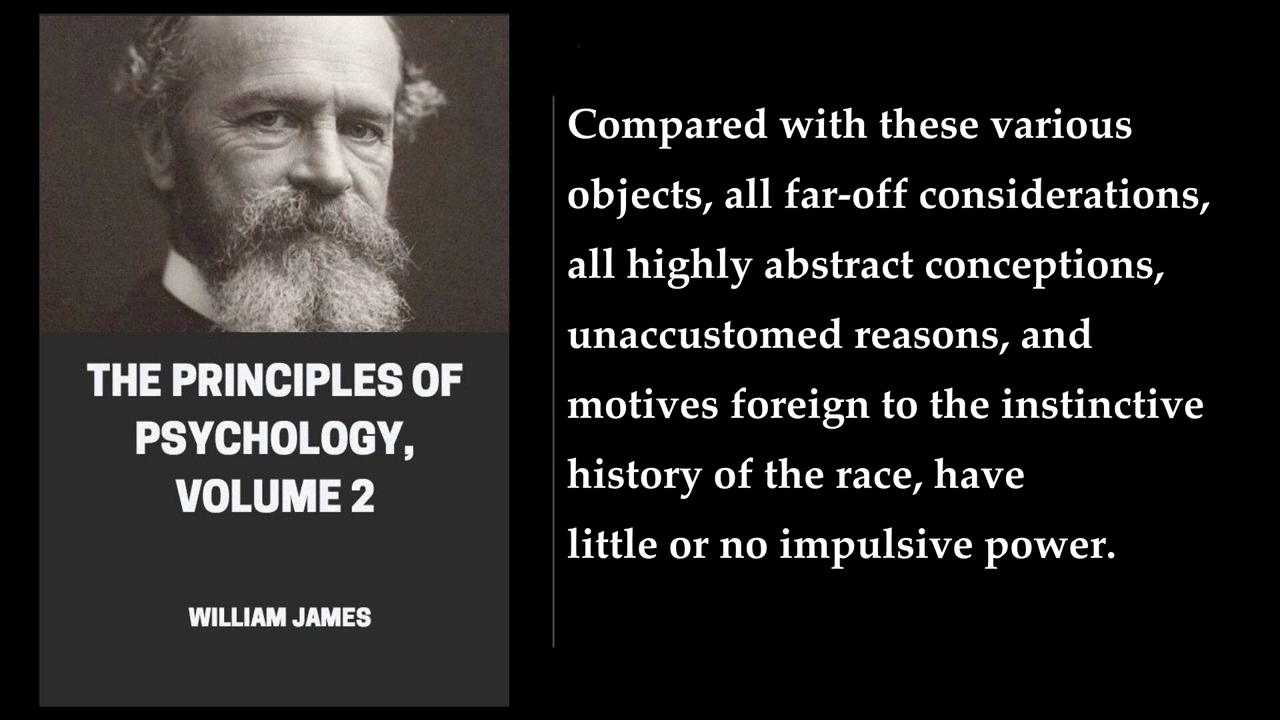 THE PRINCIPLES OF
PSYCHOLOGY,
VOLUME 2
WILLIAM JAMES
Compared with these various
objects, all far-off considerations,
all highly abstract conceptions,
unaccustomed reasons, and
motives foreign to the instinctive
history of the race, have
little or no impulsive power.